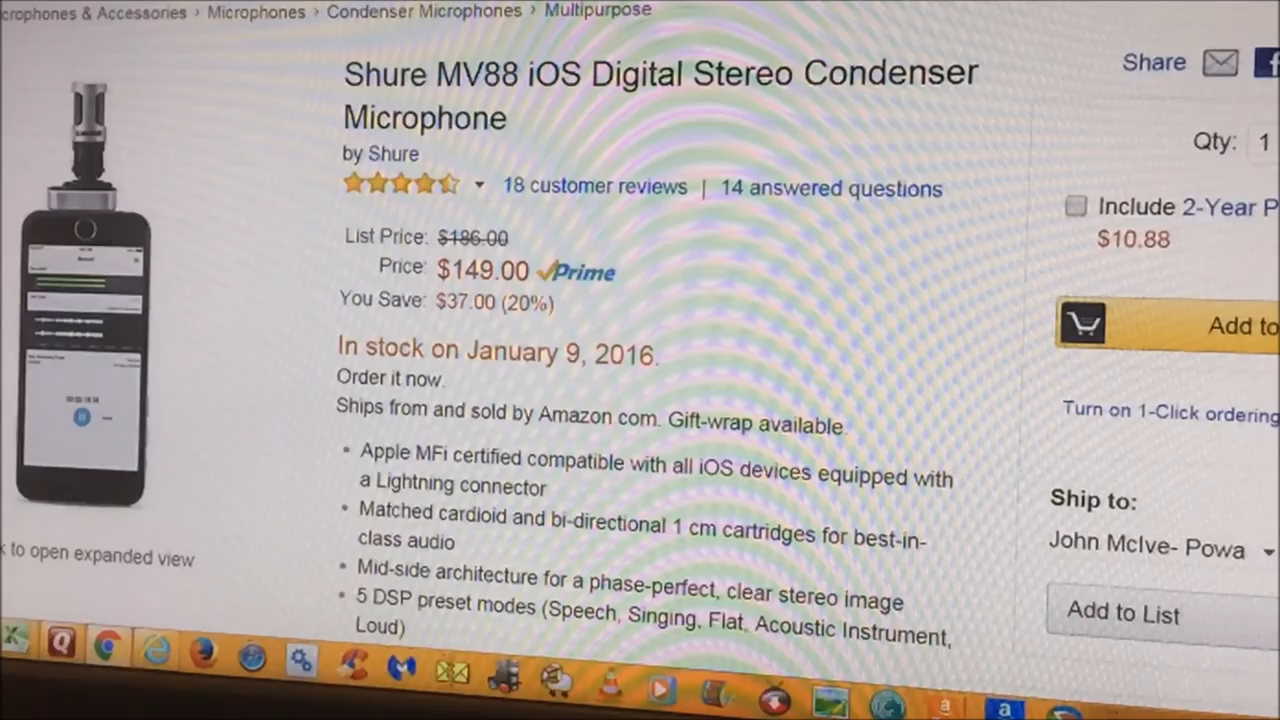 crophones & Accessories › Microphones › Condenser Microphones › Multipurpose
Shure MV88 iOS Digital Stereo Condenser
Microphone
by Shure
18 customer reviews | 14 answered questions
List Price: $186.00
Price: $149.00 Prime
You Save: $37.00 (20%)
In stock on January 9, 2016.
Order it now.
Ships from and sold by Amazon.com. Gift-wrap available.
• Apple MFi certified compatible with all iOS devices equipped with
a Lightning connector
• Matched cardioid and bi-directional 1 cm cartridges for best-in-
class audio
• Mid-side architecture for a phase-perfect, clear stereo image
• 5 DSP preset modes (Speech, Singing, Flat, Acoustic Instrument,
Loud)
k to open expanded view
Share
Qty: 1
Include 2-Year P
$10.88
Add to
Turn on 1-Click ordering
Ship to:
John McIve- Powa
Add to List